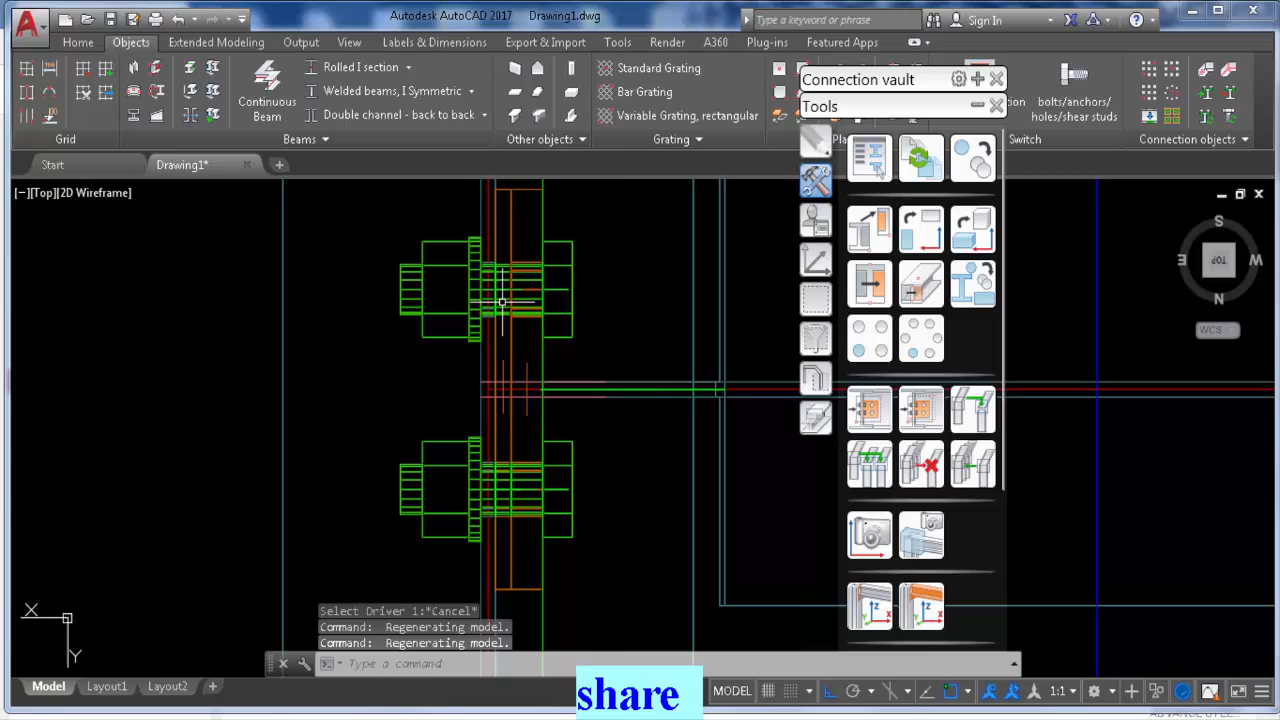 Autodesk AutoCAD 2017 Drawing1.dwg
Type a keyword or phrase
Sign In
Home Objects Extended Modeling Output View Labels & Dimensions Export & Import Tools Render A360 Plug-ins Featured Apps
Rolled I section
Welded beams, I Symmetric
Double channel - back to back
Continuous
Beam
Standard Grating
Bar Grating
Variable Grating, rectangular
Connection vault
Tools
bolts/anchors/
holes/shear studs
Grid Beams Other objects Grating Switch Connection objects
Start Drawing1*
[−][Top][2D Wireframe]
S
E TOP W
N
WCS
X
Y
Z
Y X
Z
Y X
Select Driver 1:*Cancel*
Command: Regenerating model.
Command: Regenerating model.
Type a command
Model Layout1 Layout2
MODEL 1:1
share